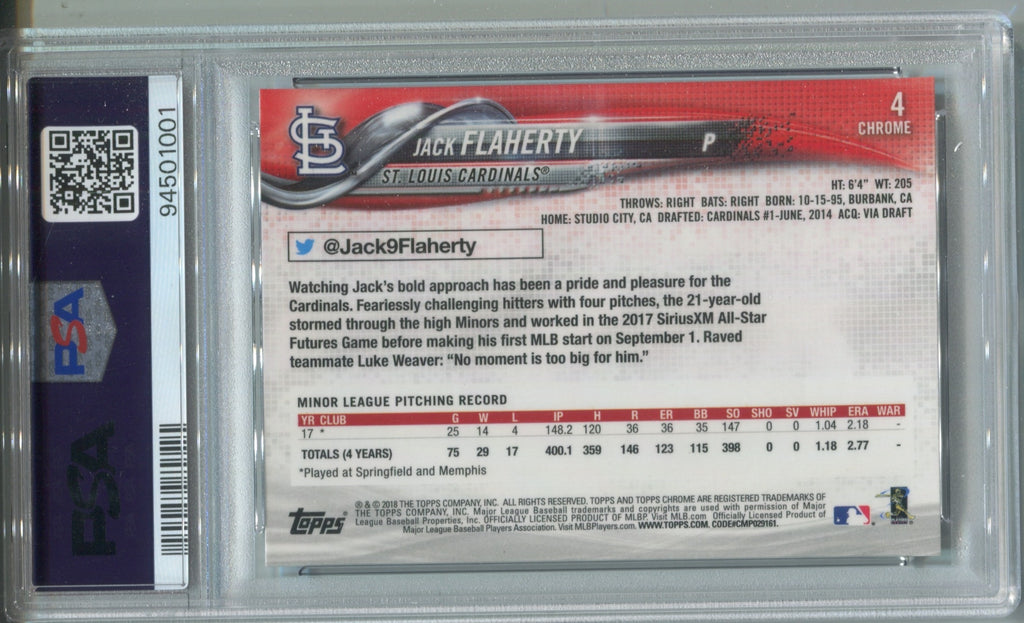 94501001
PSA
PSA
4
CHROME
JACK FLAHERTY P
ST. LOUIS CARDINALS®
HT: 6'4" WT: 205
THROWS: RIGHT BATS: RIGHT BORN: 10-15-95, BURBANK, CA
HOME: STUDIO CITY, CA DRAFTED: CARDINALS #1-JUNE, 2014 ACQ: VIA DRAFT
@Jack9Flaherty
Watching Jack's bold approach has been a pride and pleasure for the
Cardinals. Fearlessly challenging hitters with four pitches, the 21-year-old
stormed through the high Minors and worked in the 2017 SiriusXM All-Star
Futures Game before making his first MLB start on September 1. Raved
teammate Luke Weaver: “No moment is too big for him.”
MINOR LEAGUE PITCHING RECORD
YR CLUB G W L IP H R ER BB SO SHO SV WHIP ERA WAR
17 * 25 14 4 148.2 120 36 36 35 147 0 0 1.04 2.18 -
TOTALS (4 YEARS) 75 29 17 400.1 359 146 123 115 398 0 0 1.18 2.77 -
*Played at Springfield and Memphis
Topps®
® & © 2018 THE TOPPS COMPANY, INC. ALL RIGHTS RESERVED. TOPPS AND TOPPS CHROME ARE REGISTERED TRADEMARKS OF
THE TOPPS COMPANY, INC. Major League Baseball trademarks and copyrights are used with permission of Major
League Baseball Properties, Inc. OFFICIALLY LICENSED PRODUCT OF MLBP. Visit MLB.com Officially Licensed Product of
Major League Baseball Players Association. Visit MLBPlayers.com. WWW.TOPPS.COM. CODE#CMP029161.